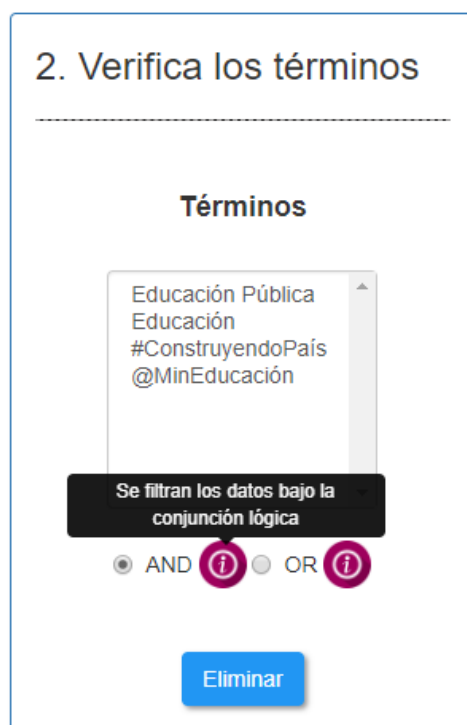 2. Verifica los términos
Términos
Educación Pública
Educación
#ConstruyendoPaís
@MinEducación
Se filtran los datos bajo la
conjunción lógica
AND i OR i
Eliminar